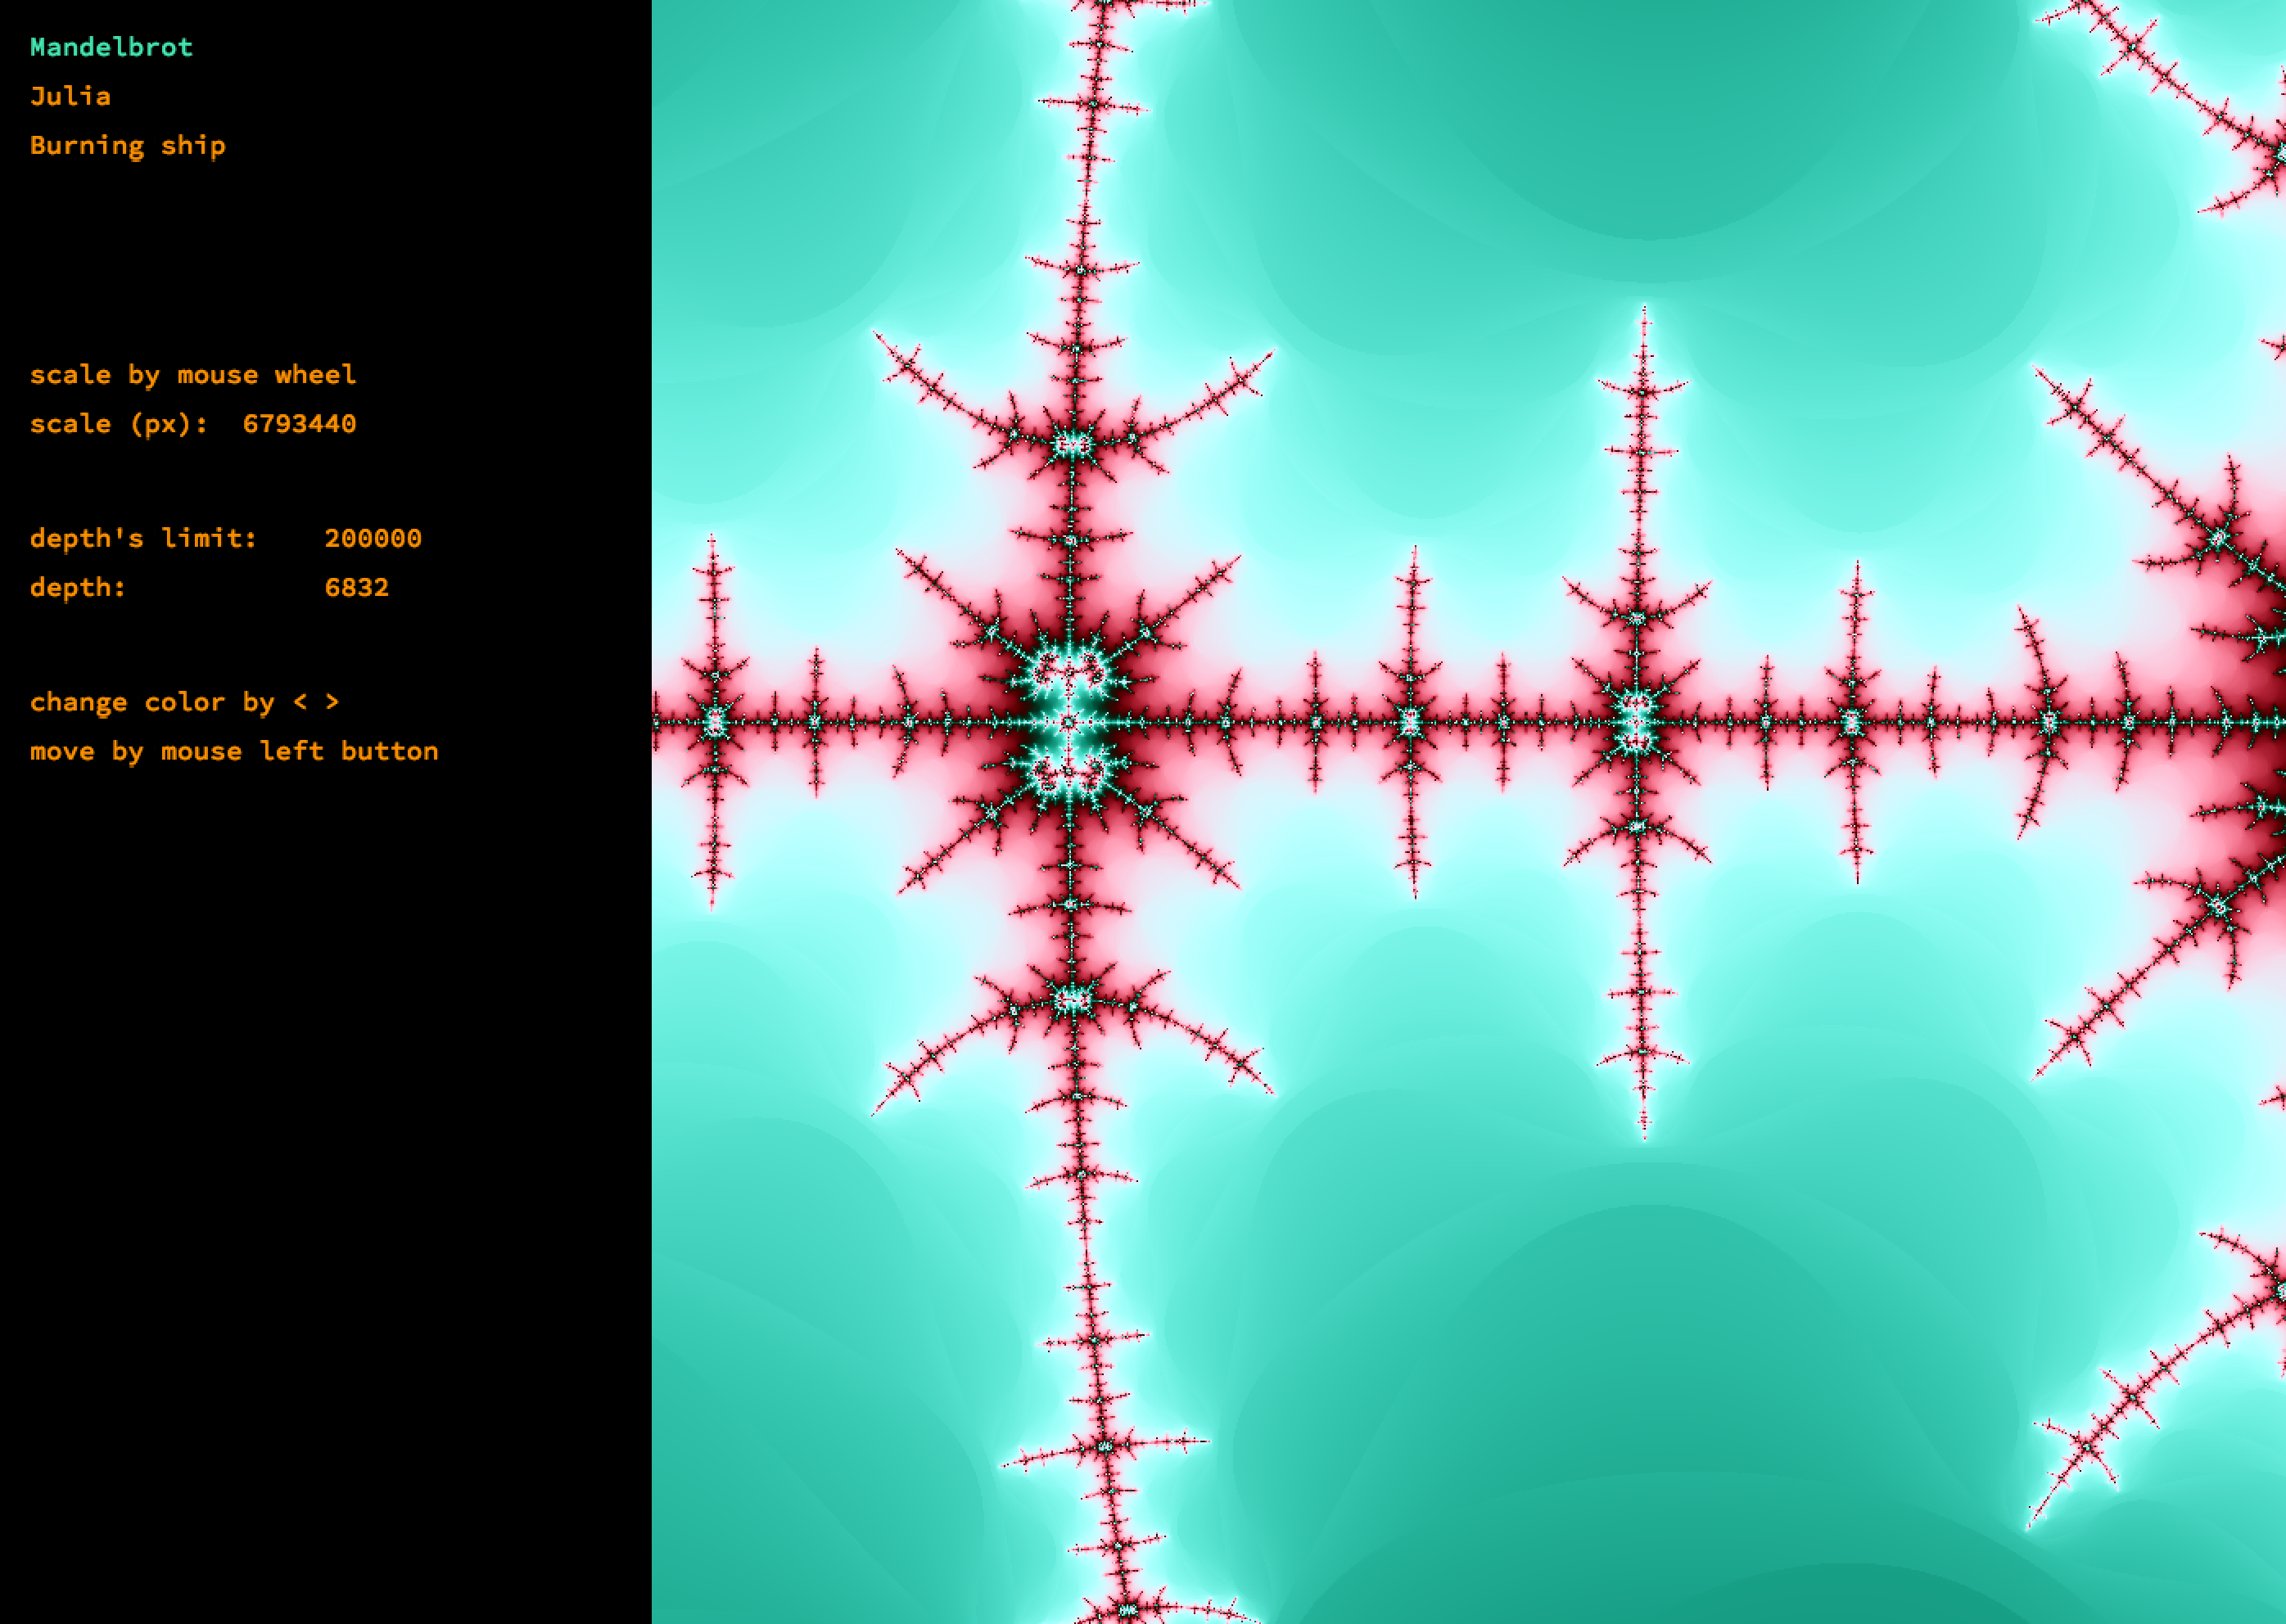 Mandelbrot
Julia
Burning ship
scale by mouse wheel
scale (px): 6793440
depth's limit: 200000
depth: 6832
change color by < >
move by mouse left button